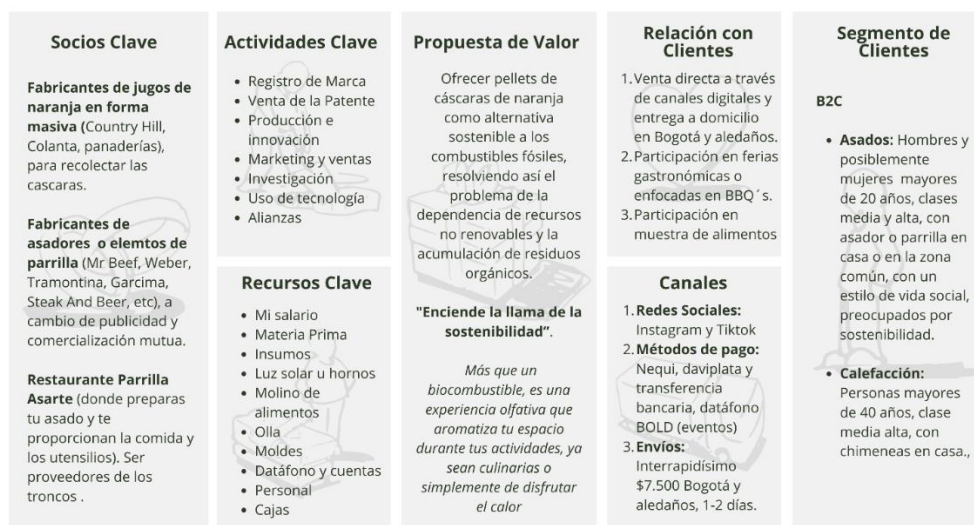 Socios Clave
Fabricantes de jugos de
naranja en forma
masiva (Country Hill,
Colanta, panaderías),
para recolectar las
cascaras.
Fabricantes de
asadores o elemtos de
parrilla (Mr Beef, Weber,
Tramontina, Garcima,
Steak And Beer, etc), a
cambio de publicidad y
comercialización mutua.
Restaurante Parrilla
Asarte (donde preparas
tu asado y te
proporcionan la comida y
los utensilios). Ser
proveedores de los
troncos .
Actividades Clave
• Registro de Marca
• Venta de la Patente
• Producción e
innovación
• Marketing y ventas
• Investigación
• Uso de tecnología
• Alianzas
Recursos Clave
• Mi salario
• Materia Prima
• Insumos
• Luz solar u hornos
• Molino de
alimentos
• Olla
• Moldes
• Datáfono y cuentas
• Personal
• Cajas
Propuesta de Valor
Ofrecer pellets de
cáscaras de naranja
como alternativa
sostenible a los
combustibles fósiles,
resolviendo así el
problema de la
dependencia de recursos
no renovables y la
acumulación de residuos
orgánicos.
"Enciende la llama de la
sostenibilidad”.
Más que un
biocombustible, es una
experiencia olfativa que
aromatiza tu espacio
durante tus actividades, ya
sean culinarias o
simplemente de disfrutar
el calor
Relación con
Clientes
1. Venta directa a través
de canales digitales y
entrega a domicilio
en Bogotá y aledaños.
2. Participación en ferias
gastronómicas o
enfocadas en BBQ´s.
3. Participación en
muestra de alimentos
Canales
1. Redes Sociales:
Instagram y Tiktok
2. Métodos de pago:
Nequi, daviplata y
transferencia
bancaria, datáfono
BOLD (eventos)
3. Envíos:
Interrapidísimo
$7.500 Bogotá y
aledaños, 1-2 días.
Segmento de
Clientes
B2C
• Asados: Hombres y
posiblemente
mujeres mayores
de 20 años, clases
media y alta, con
asador o parrilla en
casa o en la zona
común, con un
estilo de vida social,
preocupados por
sostenibilidad.
• Calefacción:
Personas mayores
de 40 años, clase
media alta, con
chimeneas en casa.,